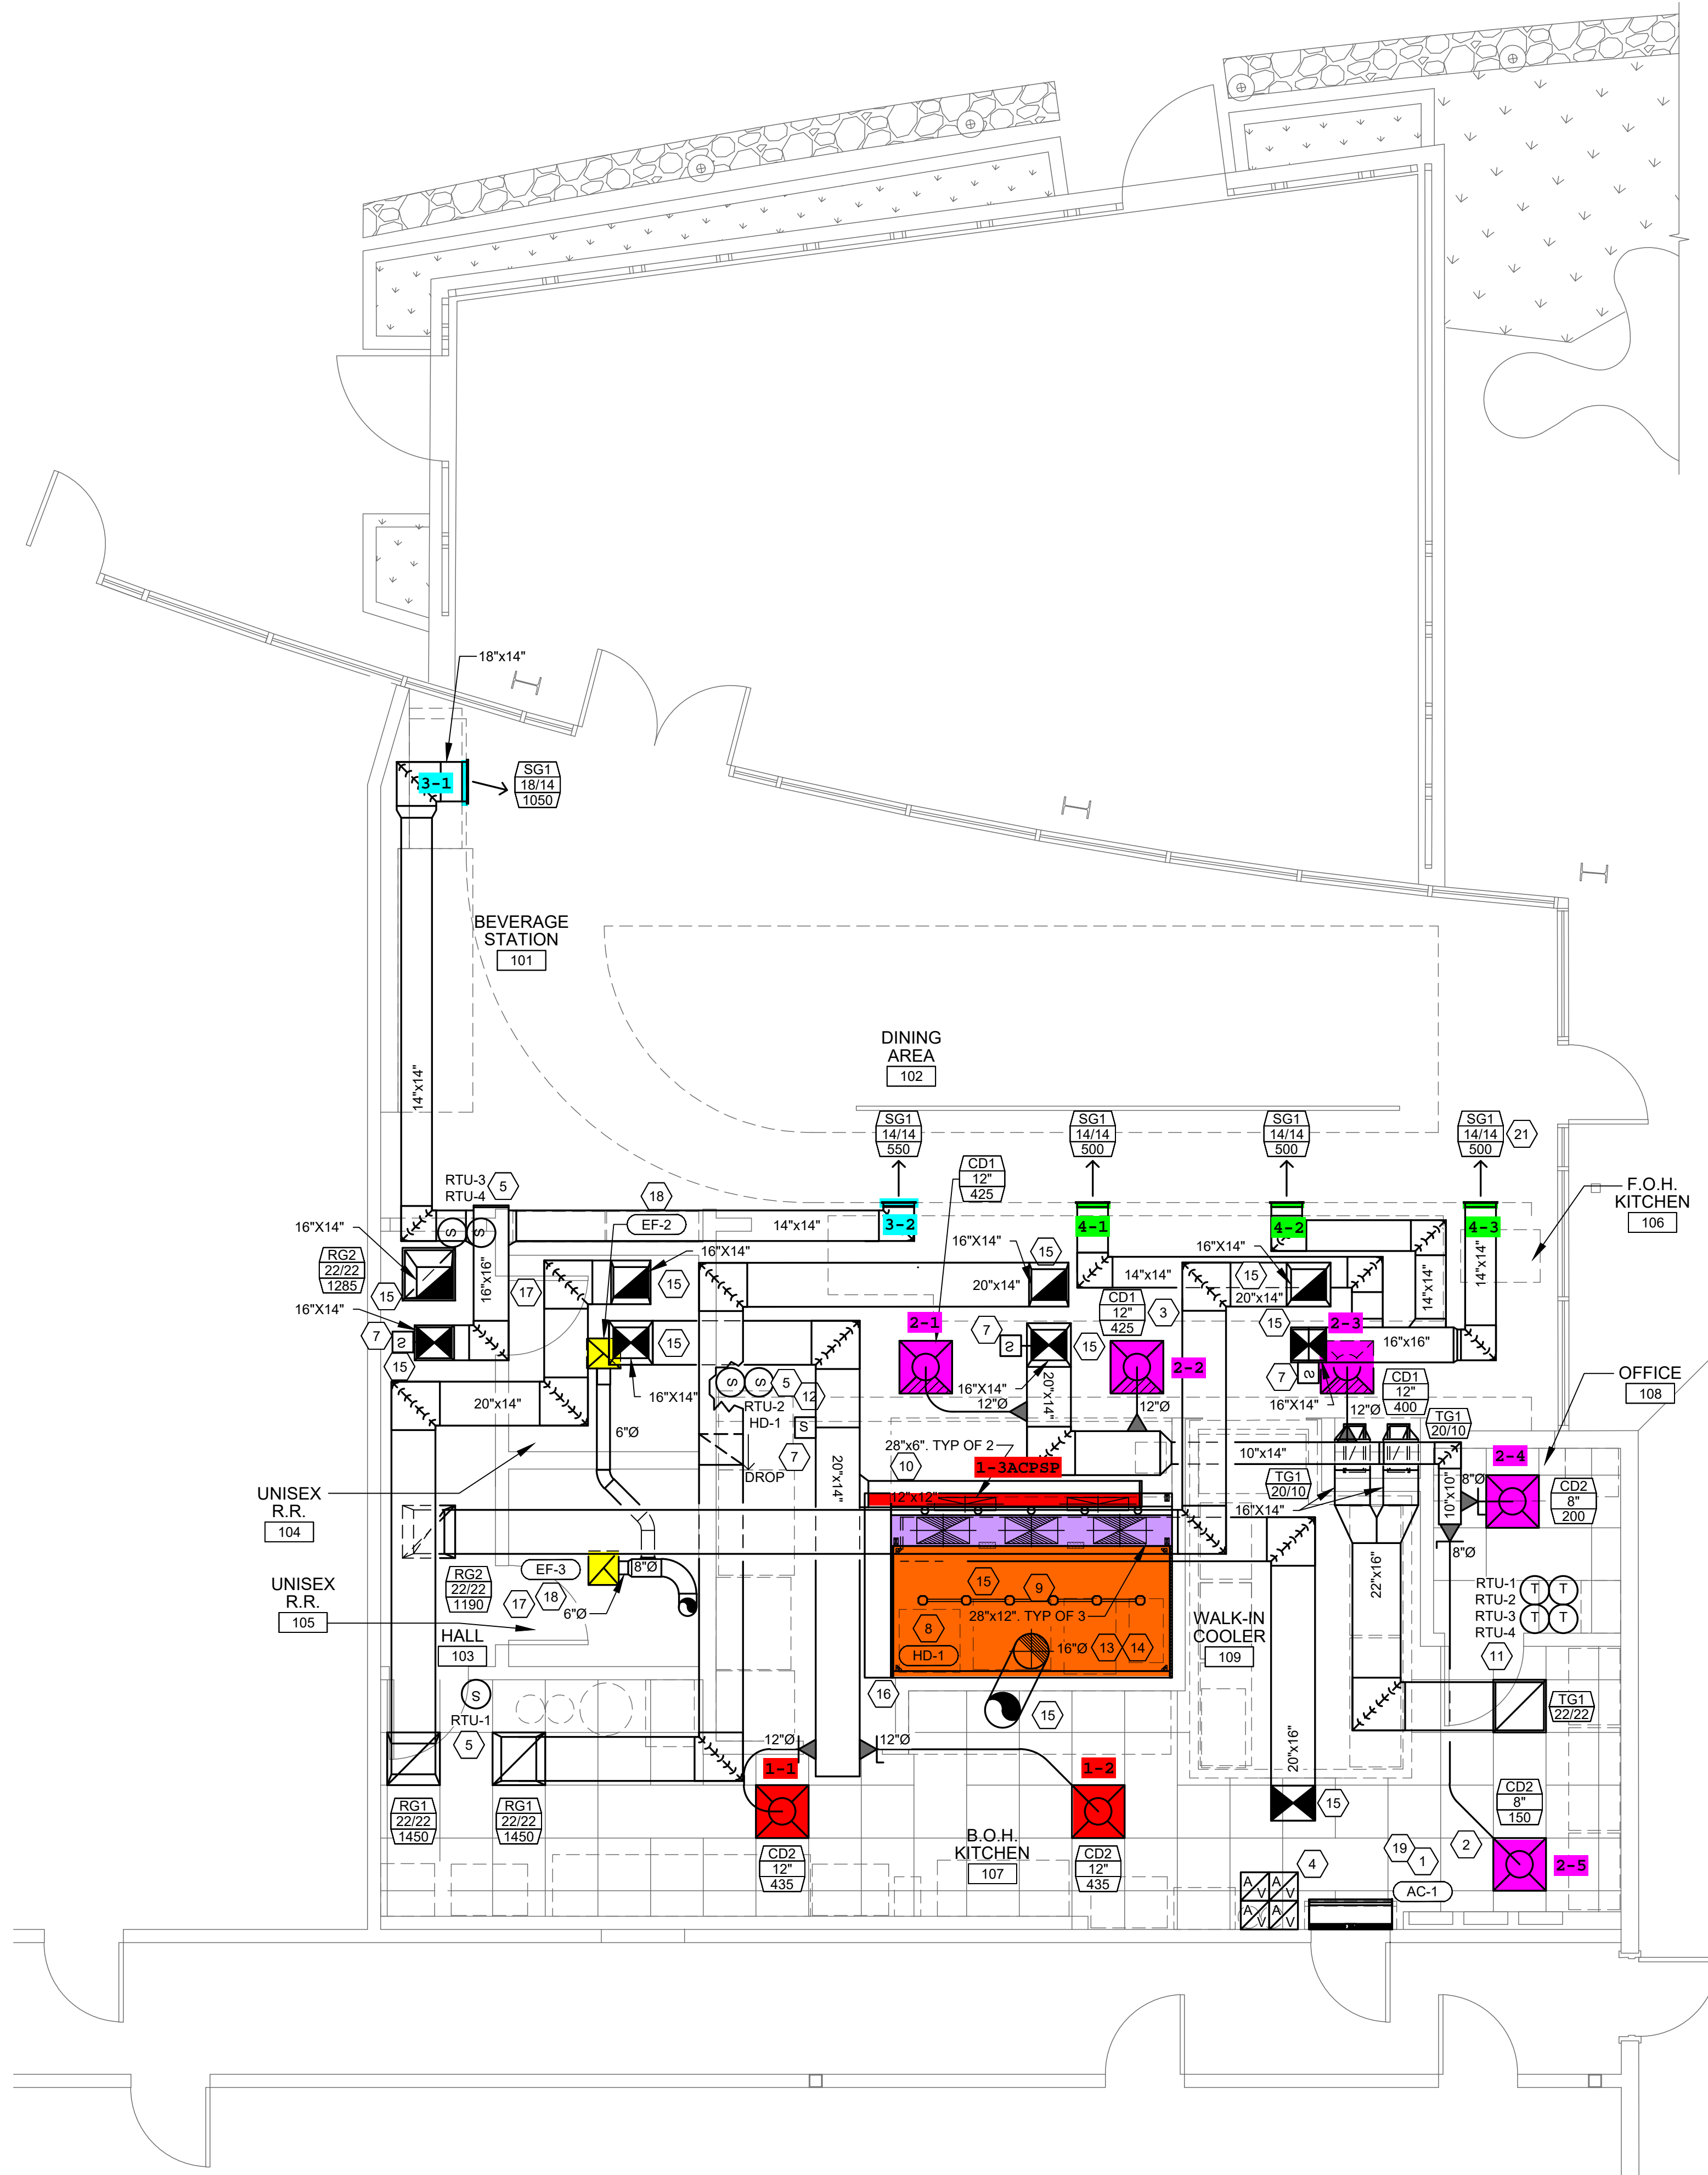 18"x14"
3-1
SG1
18/14
1050
BEVERAGE
STATION
101
14"x14"
DINING
AREA
102
SG1
14/14
550
SG1
14/14
500
SG1
14/14
500
SG1
14/14
500
21
CD1
12"
425
RTU-3
RTU-4
5
S
S
18
EF-2
14"x14"
3-2
4-1
4-2
4-3
F.O.H.
KITCHEN
106
16"X14"
RG2
22/22
1285
15
16"X14"
7
S
15
16"X16"
17
16"X14"
15
16"X14"
15
20"x14"
14"x14"
16"X14"
15
20"x14"
14"x14"
14"x14"
CD1
12"
425
3
2-1
7
S
15
2-2
15
2-3
16"x16"
7
S
16"X14"
15
16"X14"
20"x14"
12"Ø
16"X14"
20"x14"
12"Ø
12"Ø
CD1
12"
400
OFFICE
108
20"x14"
S
S
5
12
RTU-2
HD-1
S
7
DROP
6"Ø
20"x14"
28"x6". TYP OF 2
10
1-3ACPSP
12"x12"
10"x14"
TG1
20/10
TG1
20/10
16"X14"
2-4
8"Ø
10"x10"
CD2
8"
200
8"Ø
UNISEX
R.R.
104
UNISEX
R.R.
105
RG2
22/22
1190
EF-3
17
18
8"Ø
6"Ø
HALL
103
15
9
28"x12". TYP OF 3
8
HD-1
16"Ø
13
14
WALK-IN
COOLER
109
22"x16"
RTU-1
RTU-2
RTU-3
RTU-4
T
T
T
T
11
S
RTU-1
5
16
15
20"x16"
TG1
22/22
12"Ø
12"Ø
1-1
1-2
RG1
22/22
1450
RG1
22/22
1450
15
CD2
12"
435
B.O.H.
KITCHEN
107
CD2
12"
435
4
19
1
2
CD2
8"
150
2-5
AC-1
A
V
A
V
A
V
A
V